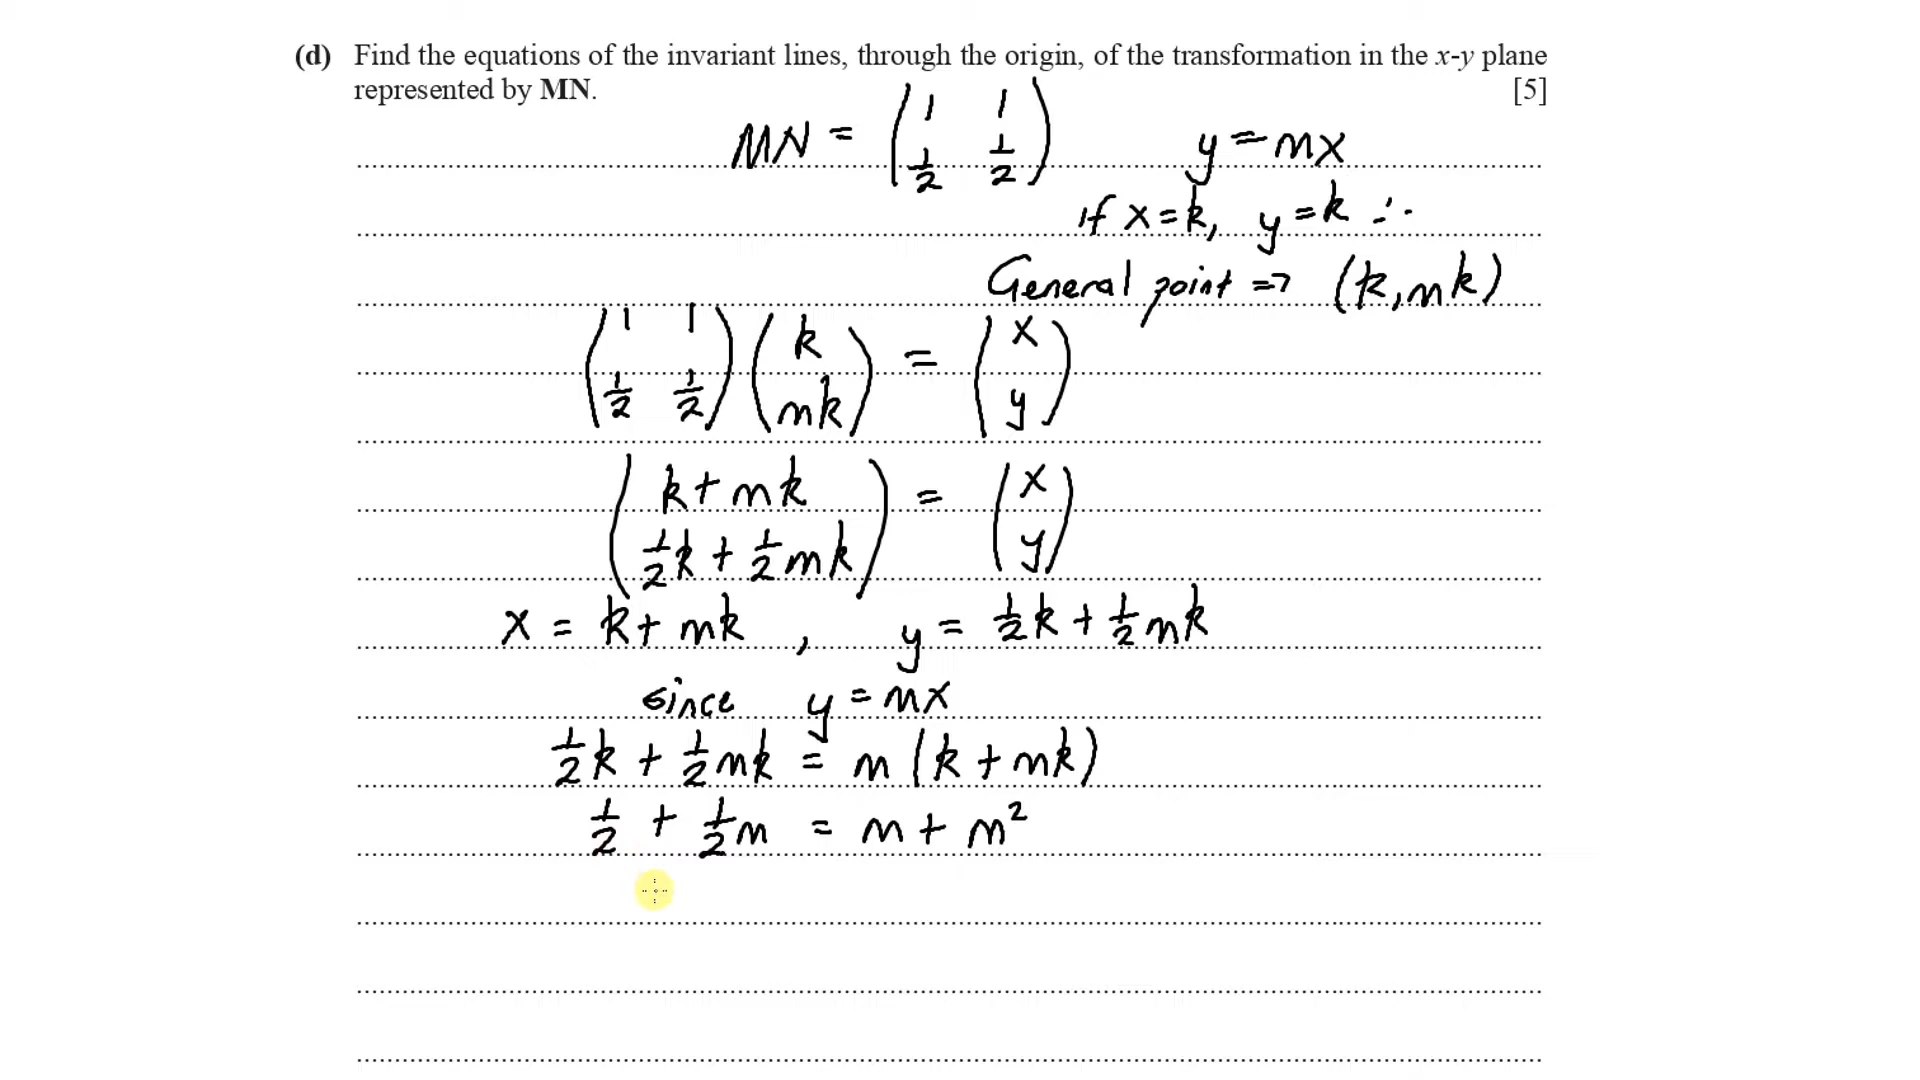 (d) Find the equations of the invariant lines, through the origin, of the transformation in the x-y plane
represented by MN. [5]
MN = (1 1 ½ ½) y = mx
If x = k, y = k ∴
General point ⇒ (k, mk)
(1 1 ½ ½) (k mk) = (x y)
(k + mk ½k + ½mk) = (x y)
x = k + mk , y = ½k + ½mk
since y = mx
½k + ½mk = m(k + mk)
½ + ½m = m + m²